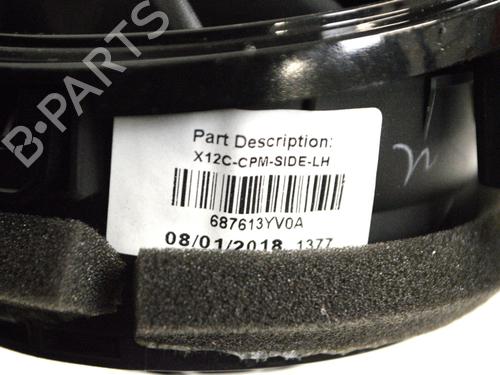 B-PARTS
Part Description:
X12C-CPM-SIDE-LH
687613YV0A
08/01/2018 1377